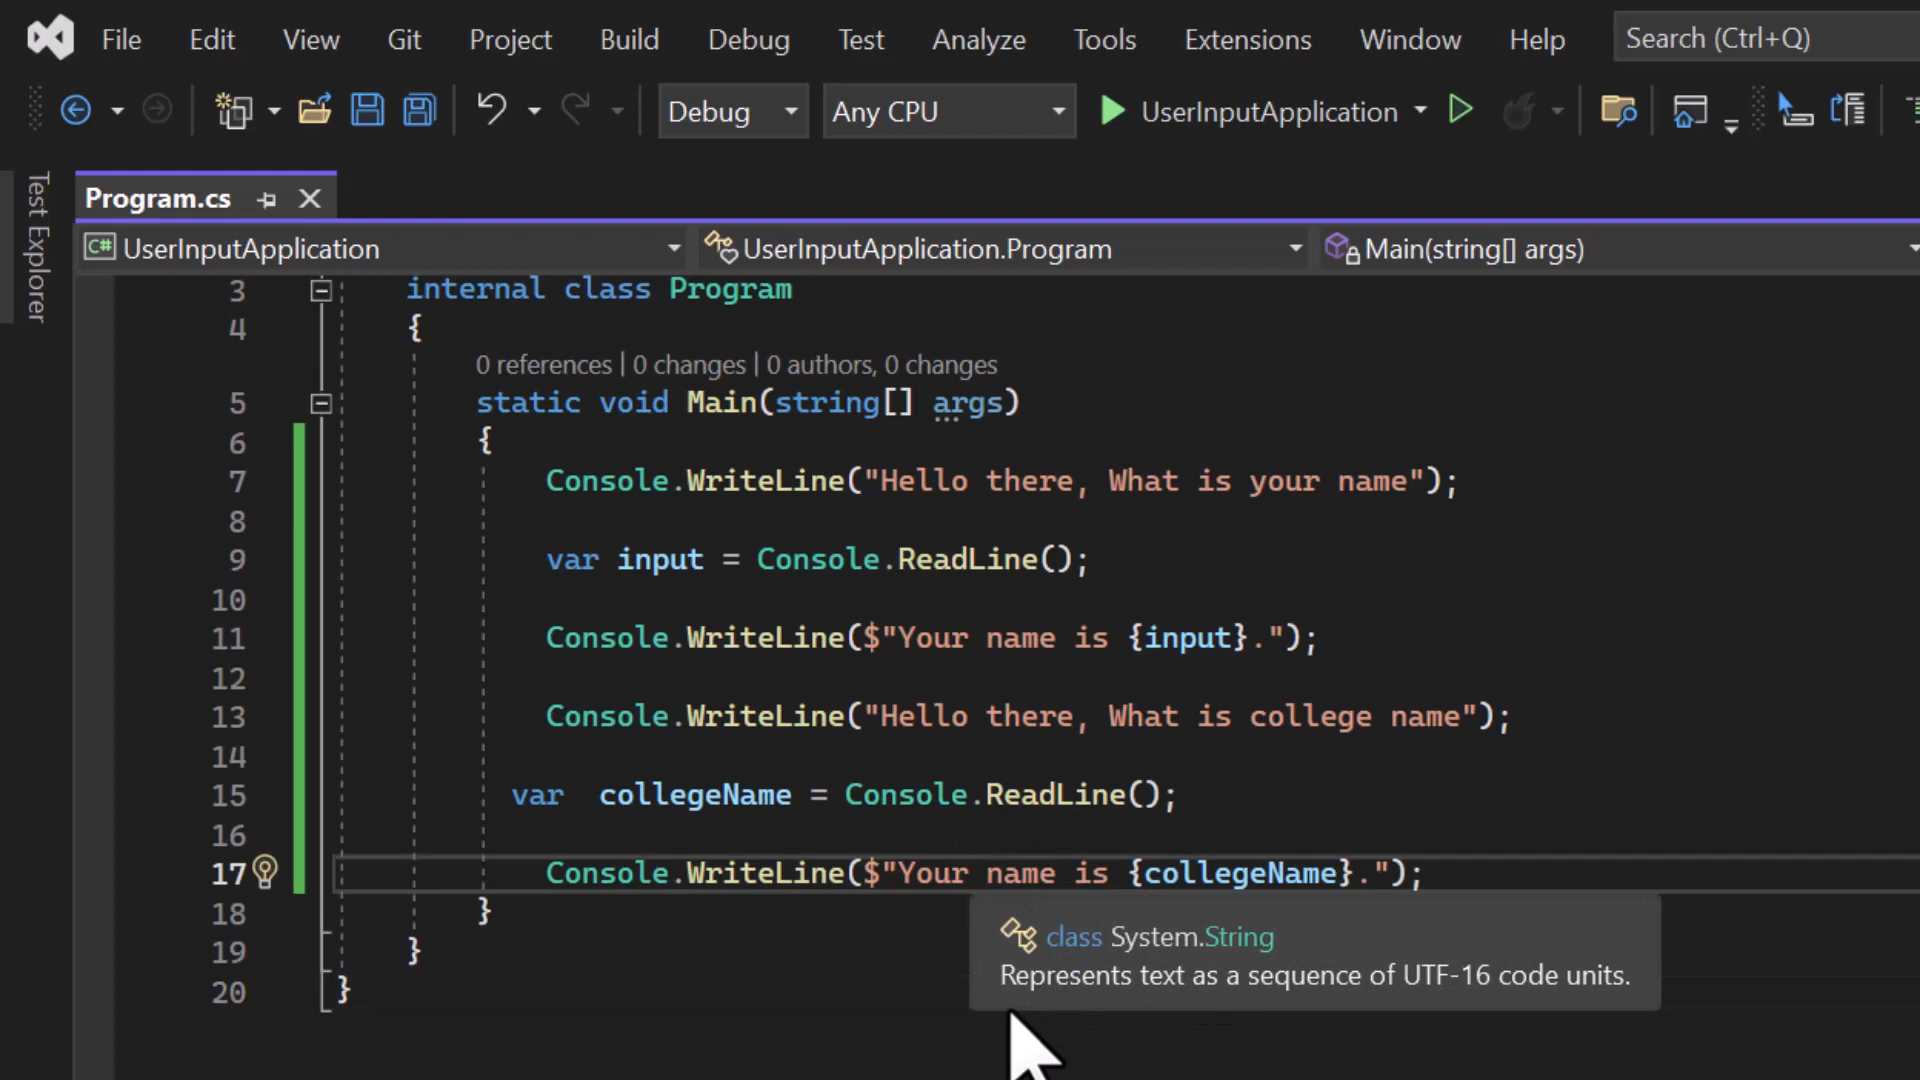 File Edit View Git Project Build Debug Test Analyze Tools Extensions Window Help Search (Ctrl+Q)
Debug Any CPU UserInputApplication
Test Explorer
Program.cs
C# UserInputApplication UserInputApplication.Program Main(string[] args)
3 internal class Program
4 {
0 references | 0 changes | 0 authors, 0 changes
5 static void Main(string[] args)
6 {
7 Console.WriteLine("Hello there, What is your name");
8
9 var input = Console.ReadLine();
10
11 Console.WriteLine($"Your name is {input}.");
12
13 Console.WriteLine("Hello there, What is college name");
14
15 var  collegeName = Console.ReadLine();
16
17 Console.WriteLine($"Your name is {collegeName}.");
18 }
class System.String
19 }
Represents text as a sequence of UTF-16 code units.
20 }